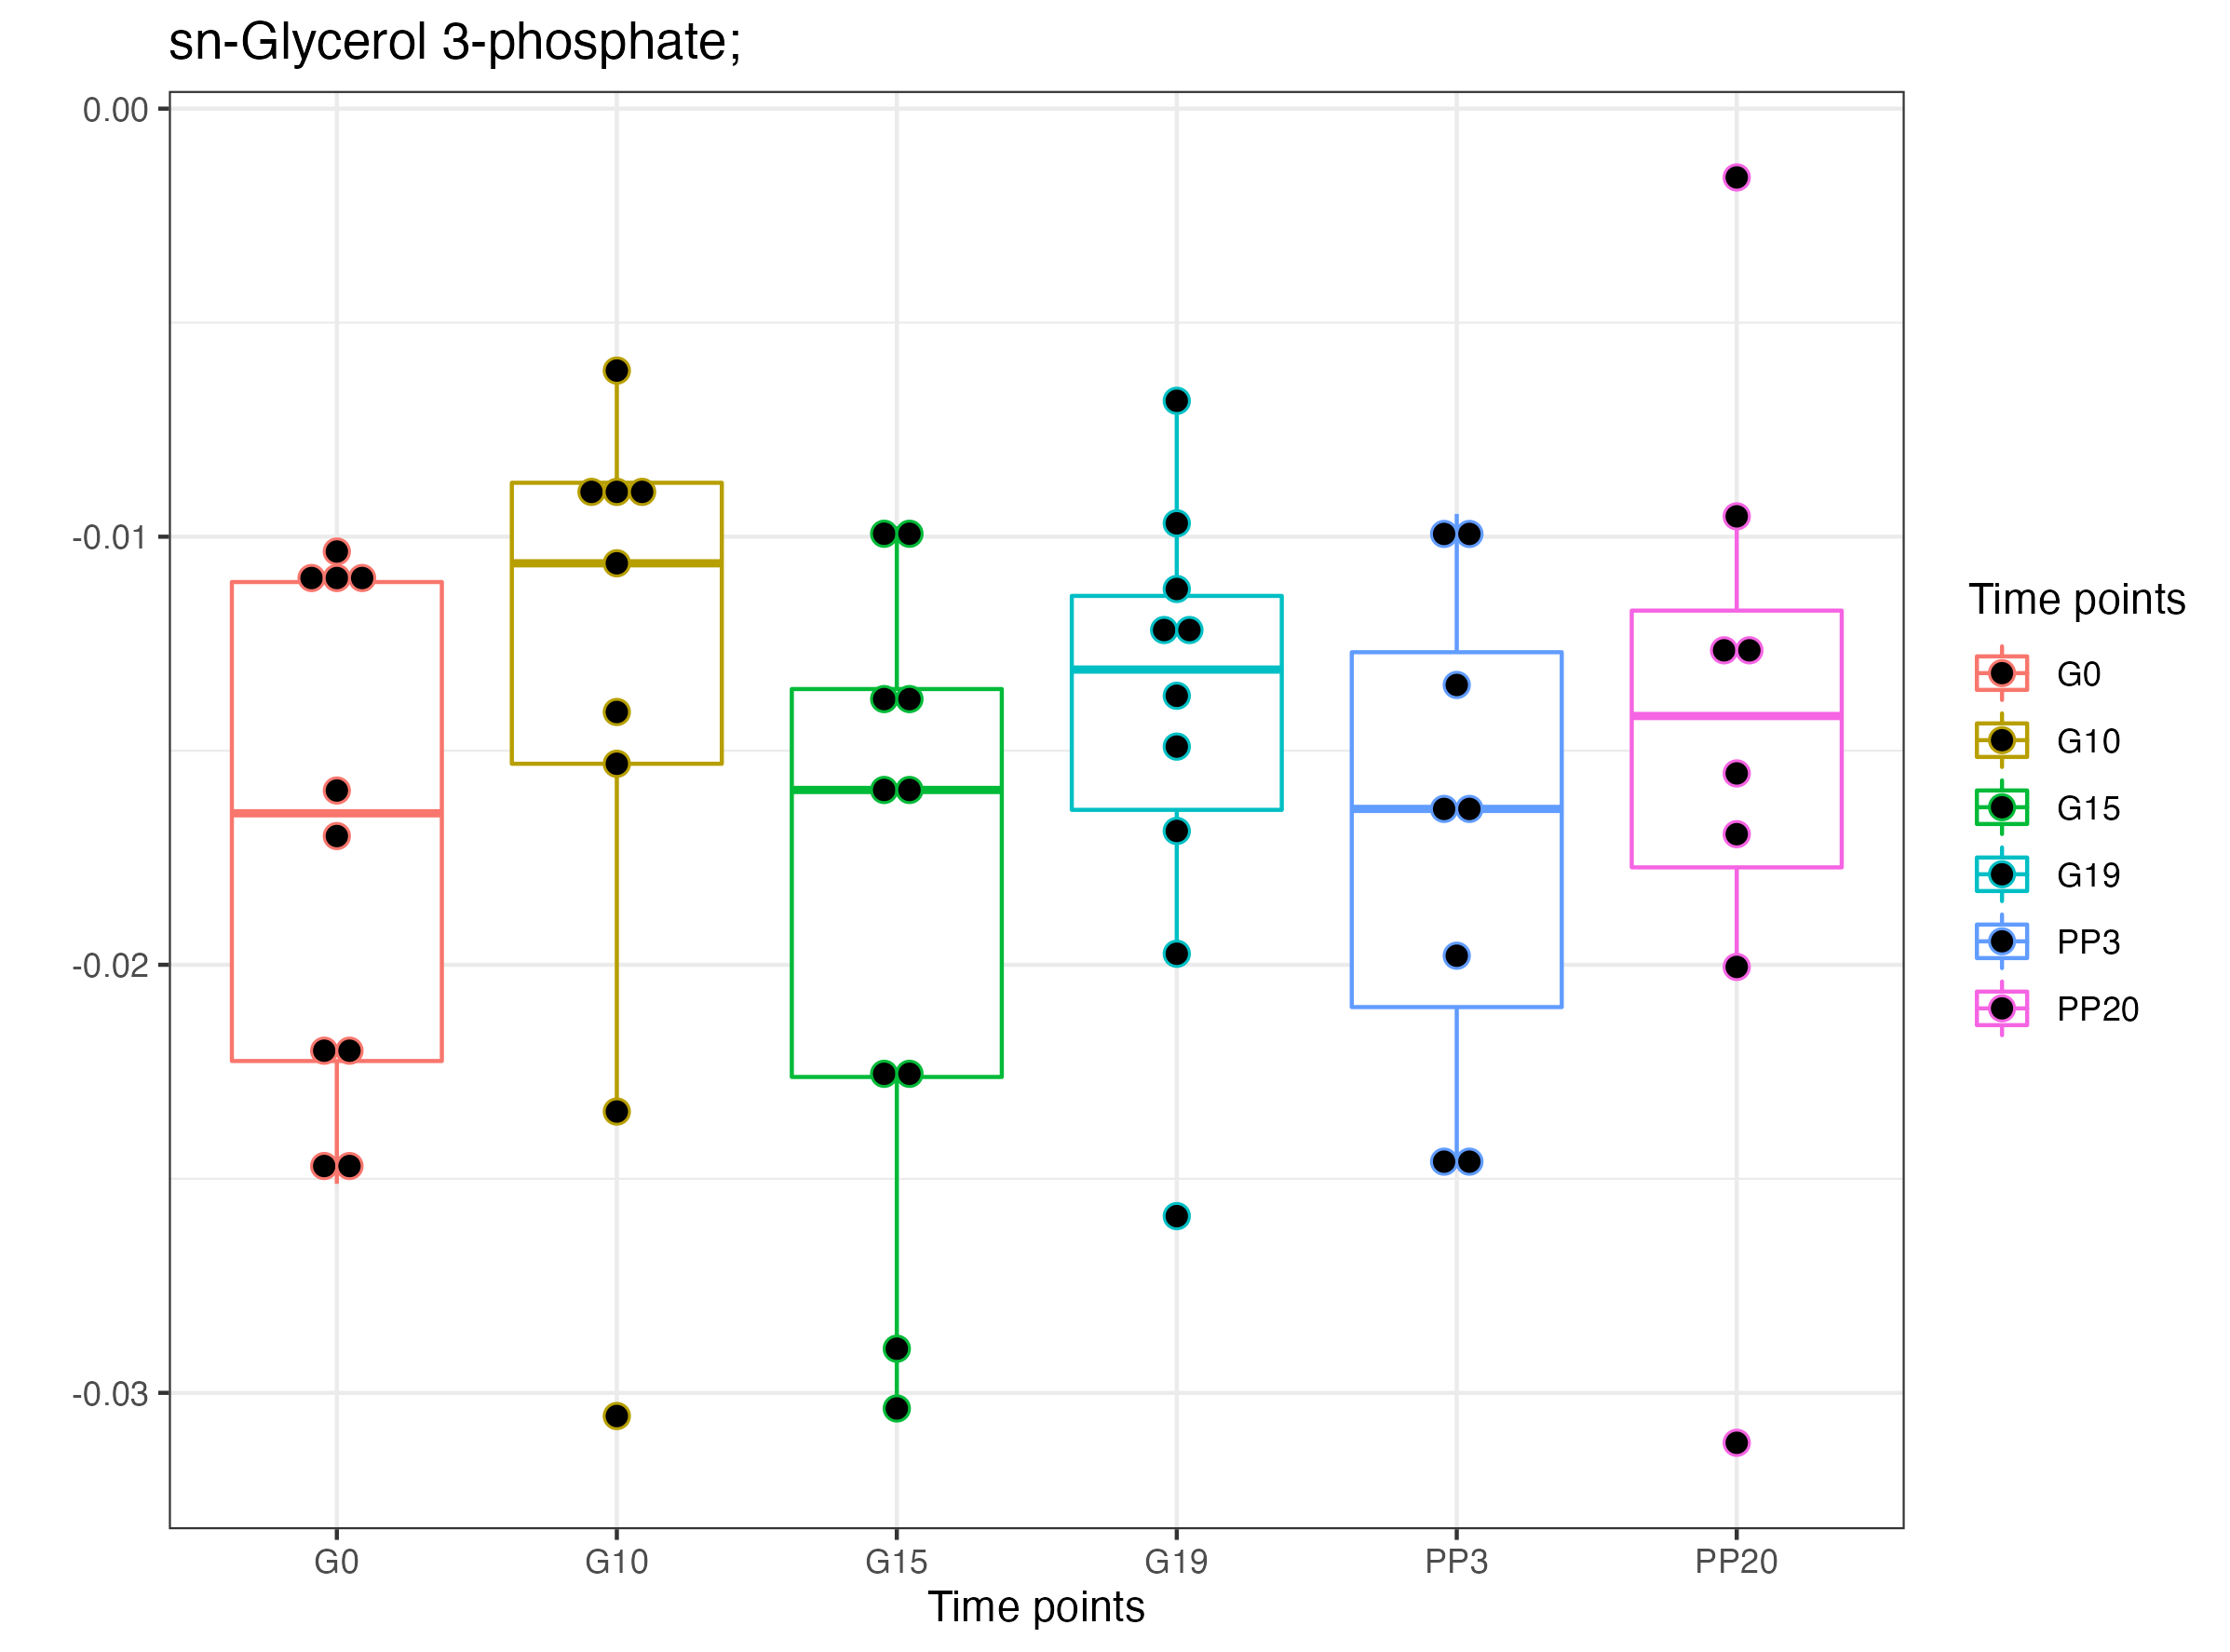 sn-Glycerol 3-phosphate;
0.00
-0.01
-0.02
-0.03
G0 G10 G15 G19 PP3 PP20
Time points
Time points
G0
G10
G15
G19
PP3
PP20